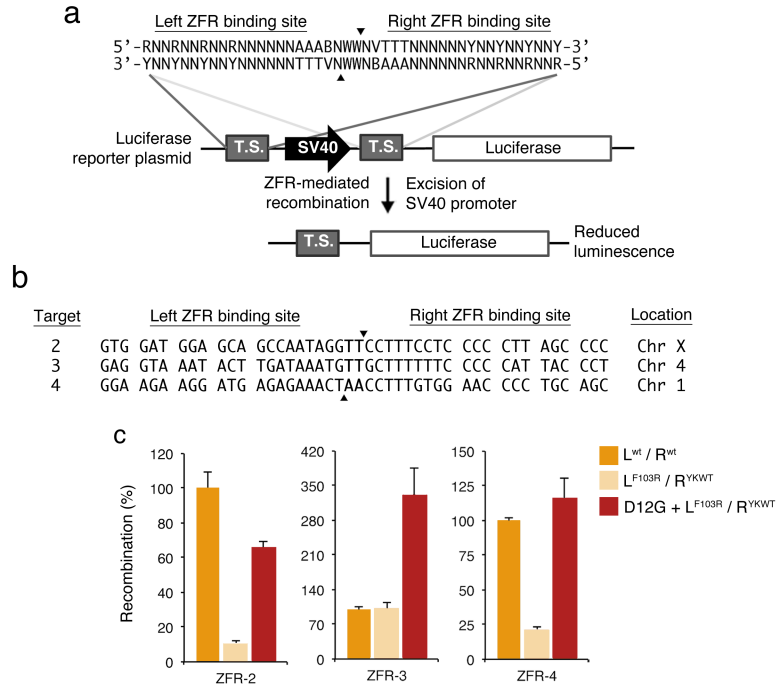 a
Left ZFR binding site Right ZFR binding site
5’-RNNRNNRNNRNNNNNNAAABNWWNVTTTNNNNNNYNNYNNYNNY-3’
3’-YNNYNNYNNYNNNNNNTTTVNWWNBAAANNNNNNRNNRNNRNNR-5’
Luciferase reporter plasmid
T.S. SV40 T.S. Luciferase
ZFR-mediated recombination
Excision of SV40 promoter
T.S. Luciferase
Reduced luminescence
b
Target Left ZFR binding site Right ZFR binding site Location
2 GTG GAT GGA GCA GCCAATAGGTTCCTTTCCTC CCC CTT AGC CCC Chr X
3 GAG GTA AAT ACT TGATAAATGTTGCTTTTTTC CCC CAT TAC CCT Chr 4
4 GGA AGA AGG ATG AGAGAAACTAACCTTTGTGG AAC CCC TGC AGC Chr 1
c
Recombination (%)
120
100
80
60
40
20
0
ZFR-2
420
350
280
210
140
70
0
ZFR-3
150
125
100
75
50
25
0
ZFR-4
Lwt / Rwt
LF103R / RYKWT
D12G + LF103R / RYKWT